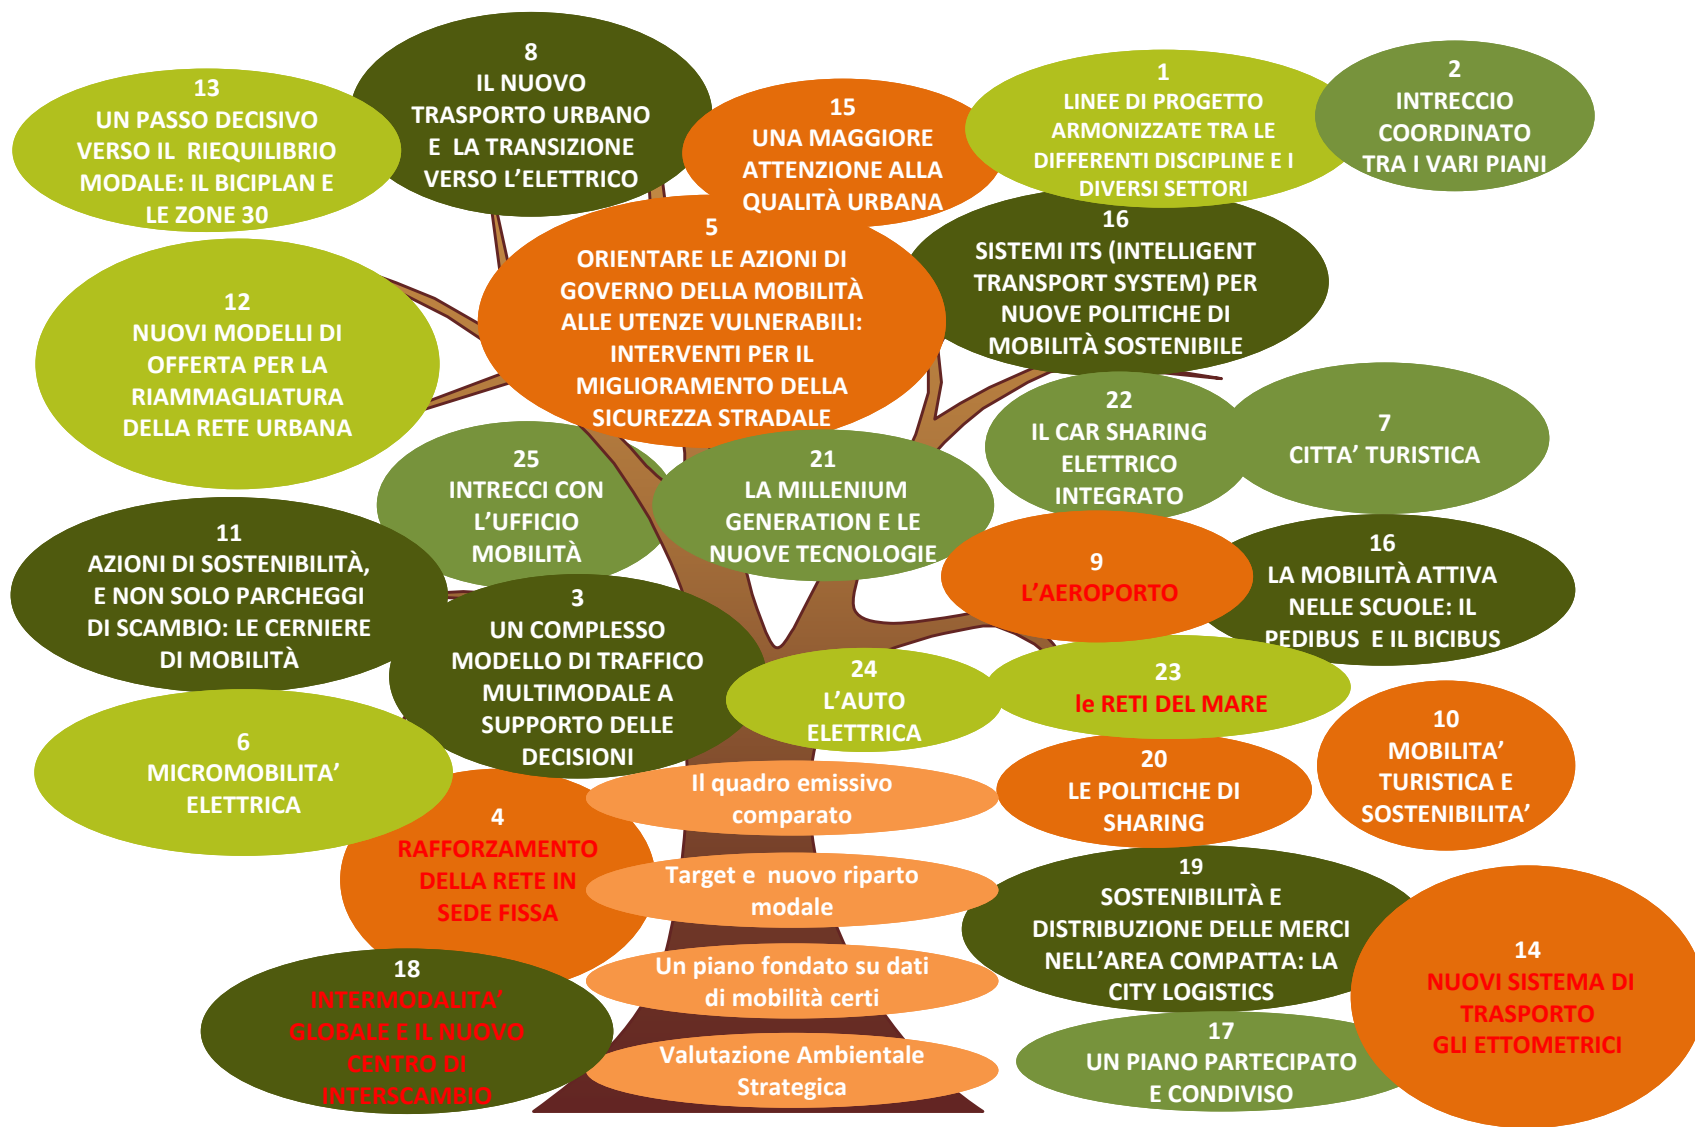 8
IL NUOVO
TRASPORTO URBANO
E LA TRANSIZIONE
VERSO L'ELETTRICO
13
UN PASSO DECISIVO
VERSO IL RIEQUILIBRIO
MODALE: IL BICIPLAN E
LE ZONE 30
15
UNA MAGGIORE
ATTENZIONE ALLA
QUALITÀ URBANA
1
LINEE DI PROGETTO
ARMONIZZATE TRA LE
DIFFERENTI DISCIPLINE E I
DIVERSI SETTORI
2
INTRECCIO
COORDINATO
TRA I VARI PIANI
5
ORIENTARE LE AZIONI DI
GOVERNO DELLA MOBILITÀ
ALLE UTENZE VULNERABILI:
INTERVENTI PER IL
MIGLIORAMENTO DELLA
SICUREZZA STRADALE
16
SISTEMI ITS (INTELLIGENT
TRANSPORT SYSTEM) PER
NUOVE POLITICHE DI
MOBILITÀ SOSTENIBILE
12
NUOVI MODELLI DI
OFFERTA PER LA
RIAMMAGLIATURA
DELLA RETE URBANA
22
IL CAR SHARING
ELETTRICO
INTEGRATO
7
CITTA' TURISTICA
25
INTRECCI CON
L'UFFICIO
MOBILITÀ
21
LA MILLENIUM
GENERATION E LE
NUOVE TECNOLOGIE
11
AZIONI DI SOSTENIBILITÀ,
E NON SOLO PARCHEGGI
DI SCAMBIO: LE CERNIERE
DI MOBILITÀ
9
L'AEROPORTO
16
LA MOBILITÀ ATTIVA
NELLE SCUOLE: IL
PEDIBUS E IL BICIBUS
3
UN COMPLESSO
MODELLO DI TRAFFICO
MULTIMODALE A
SUPPORTO DELLE
DECISIONI
24
L'AUTO
ELETTRICA
23
le RETI DEL MARE
6
MICROMOBILITA'
ELETTRICA
10
MOBILITA'
TURISTICA E
SOSTENIBILITA'
20
LE POLITICHE DI
SHARING
Il quadro emissivo
comparato
4
RAFFORZAMENTO
DELLA RETE IN
SEDE FISSA
Target e nuovo riparto
modale
19
SOSTENIBILITÀ E
DISTRIBUZIONE DELLE MERCI
NELL'AREA COMPATTA: LA
CITY LOGISTICS
14
NUOVI SISTEMA DI
TRASPORTO
GLI ETTOMETRICI
Un piano fondato su dati
di mobilità certi
18
INTERMODALITA'
GLOBALE E IL NUOVO
CENTRO DI
INTERSCAMBIO
17
UN PIANO PARTECIPATO
E CONDIVISO
Valutazione Ambientale
Strategica